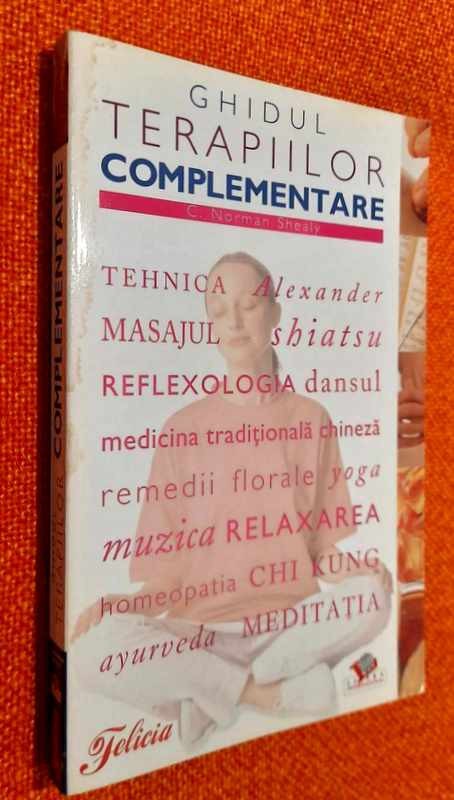 GHIDUL
TERAPIILOR
COMPLEMENTARE
C. Norman Shealy
TEHNICA Alexander
MASAJUL shiatsu
REFLEXOLOGIA dansul
medicina tradițională chineză
remedii florale yoga
muzica RELAXAREA
homeopatia CHI KUNG
ayurveda MEDITAȚIA
Felicia
TERAPIILOR COMPLEMENTARE